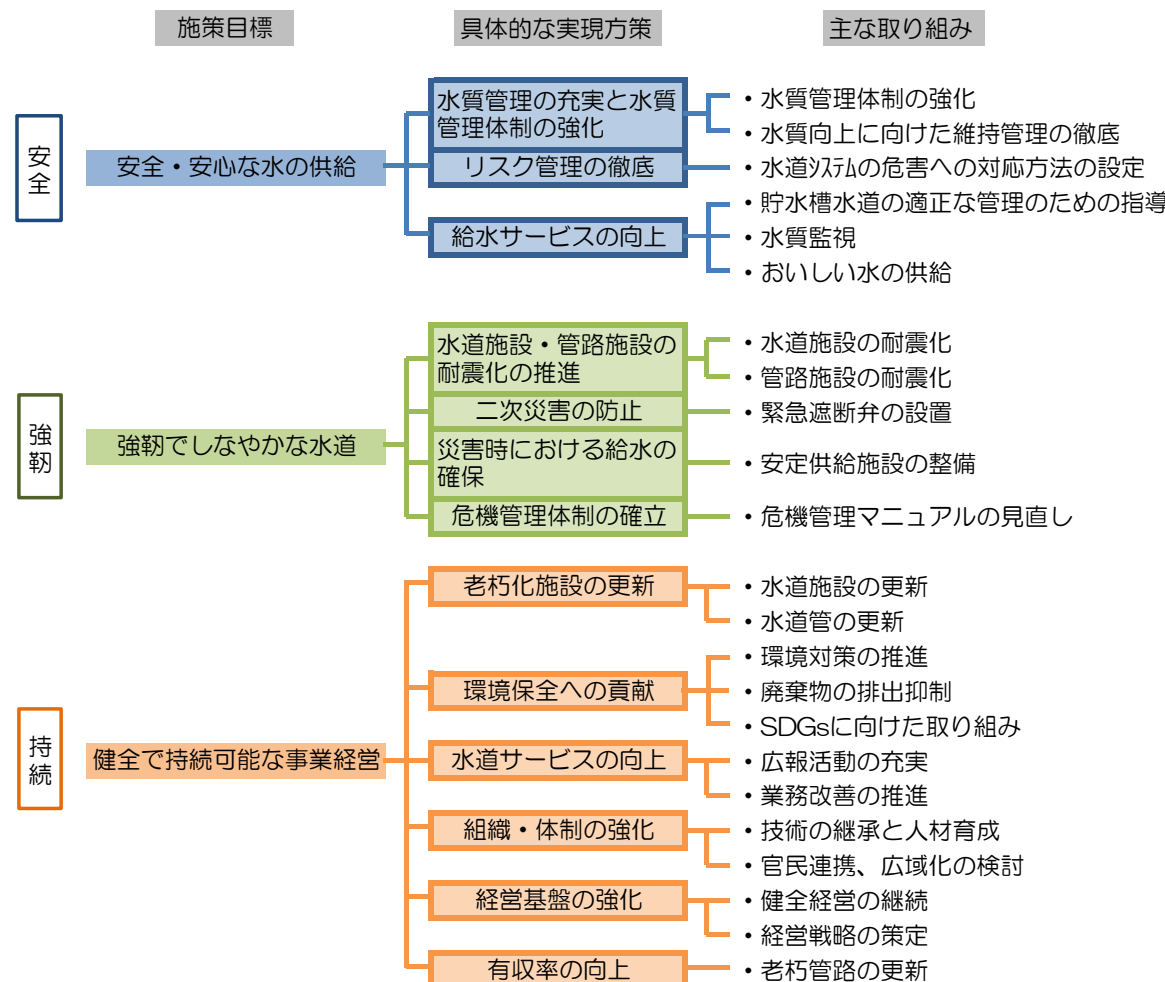 施策目標
具体的な実現方策
主な取り組み
安全
安全・安心な水の供給
水質管理の充実と水質
管理体制の強化
・水質管理体制の強化
・水質向上に向けた維持管理の徹底
リスク管理の徹底
・水道ｼｽﾃﾑの危害への対応方法の設定
給水サービスの向上
・貯水槽水道の適正な管理のための指導
・水質監視
・おいしい水の供給
強靭
強靭でしなやかな水道
水道施設・管路施設の
耐震化の推進
・水道施設の耐震化
・管路施設の耐震化
二次災害の防止
・緊急遮断弁の設置
災害時における給水の
確保
・安定供給施設の整備
危機管理体制の確立
・危機管理マニュアルの見直し
持続
健全で持続可能な事業経営
老朽化施設の更新
・水道施設の更新
・水道管の更新
環境保全への貢献
・環境対策の推進
・廃棄物の排出抑制
・SDGsに向けた取り組み
水道サービスの向上
・広報活動の充実
・業務改善の推進
組織・体制の強化
・技術の継承と人材育成
・官民連携、広域化の検討
経営基盤の強化
・健全経営の継続
・経営戦略の策定
有収率の向上
・老朽管路の更新